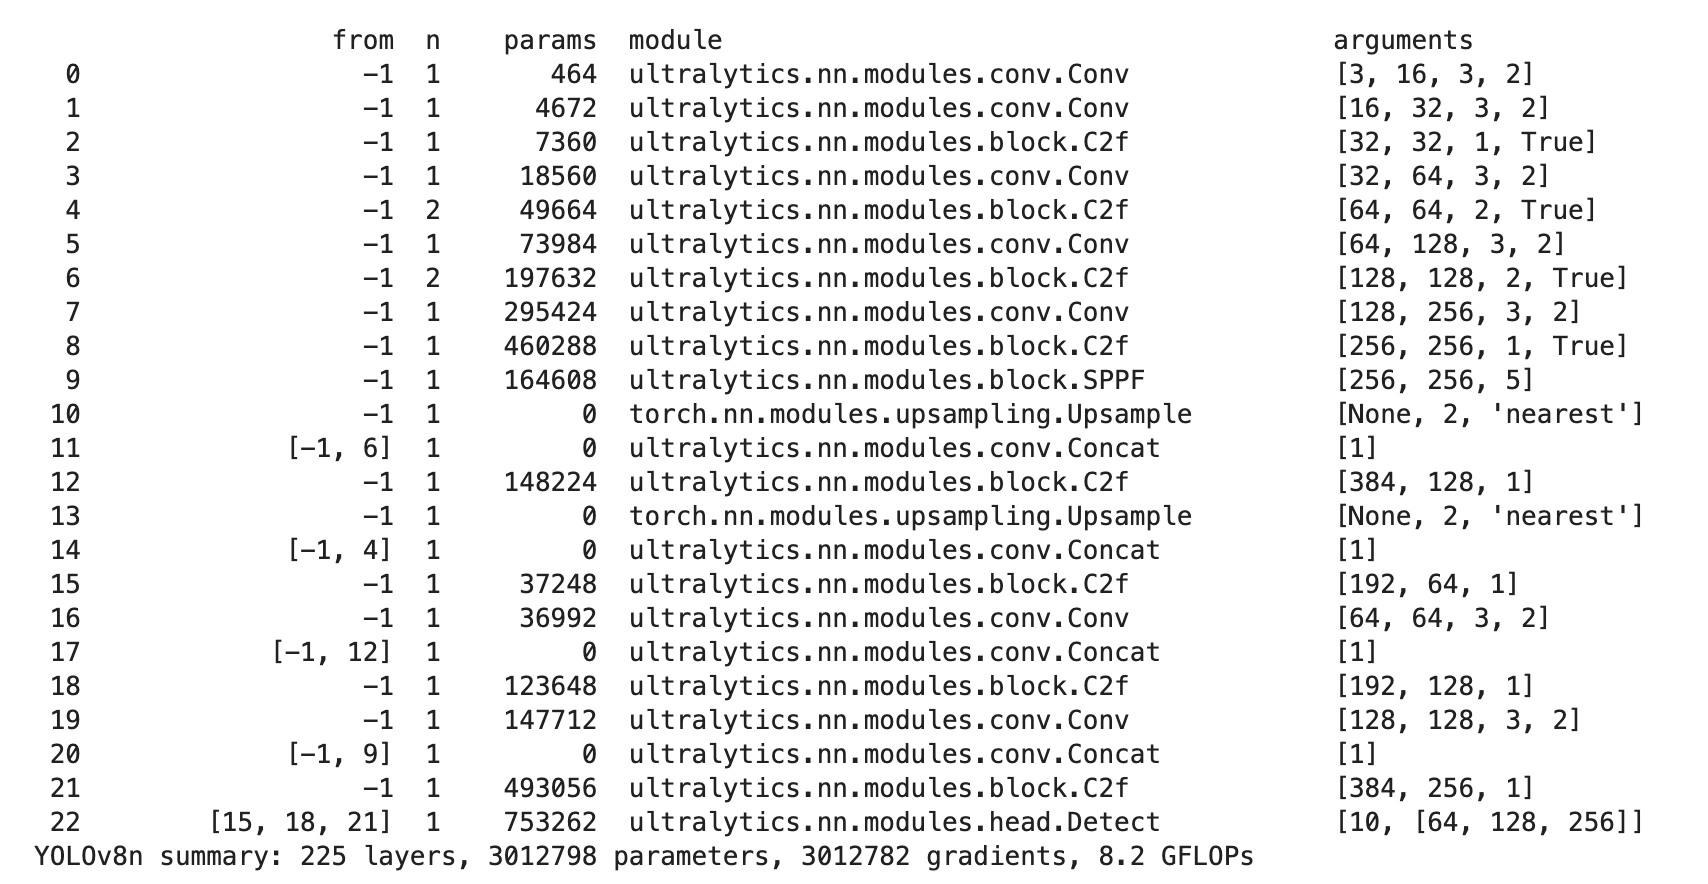 from  n    params  module                                       arguments
  0                  -1  1       464  ultralytics.nn.modules.conv.Conv             [3, 16, 3, 2]
  1                  -1  1      4672  ultralytics.nn.modules.conv.Conv             [16, 32, 3, 2]
  2                  -1  1      7360  ultralytics.nn.modules.block.C2f             [32, 32, 1, True]
  3                  -1  1     18560  ultralytics.nn.modules.conv.Conv             [32, 64, 3, 2]
  4                  -1  2     49664  ultralytics.nn.modules.block.C2f             [64, 64, 2, True]
  5                  -1  1     73984  ultralytics.nn.modules.conv.Conv             [64, 128, 3, 2]
  6                  -1  2    197632  ultralytics.nn.modules.block.C2f             [128, 128, 2, True]
  7                  -1  1    295424  ultralytics.nn.modules.conv.Conv             [128, 256, 3, 2]
  8                  -1  1    460288  ultralytics.nn.modules.block.C2f             [256, 256, 1, True]
  9                  -1  1    164608  ultralytics.nn.modules.block.SPPF            [256, 256, 5]
 10                  -1  1         0  torch.nn.modules.upsampling.Upsample         [None, 2, 'nearest']
 11             [-1, 6]  1         0  ultralytics.nn.modules.conv.Concat           [1]
 12                  -1  1    148224  ultralytics.nn.modules.block.C2f             [384, 128, 1]
 13                  -1  1         0  torch.nn.modules.upsampling.Upsample         [None, 2, 'nearest']
 14             [-1, 4]  1         0  ultralytics.nn.modules.conv.Concat           [1]
 15                  -1  1     37248  ultralytics.nn.modules.block.C2f             [192, 64, 1]
 16                  -1  1     36992  ultralytics.nn.modules.conv.Conv             [64, 64, 3, 2]
 17            [-1, 12]  1         0  ultralytics.nn.modules.conv.Concat           [1]
 18                  -1  1    123648  ultralytics.nn.modules.block.C2f             [192, 128, 1]
 19                  -1  1    147712  ultralytics.nn.modules.conv.Conv             [128, 128, 3, 2]
 20             [-1, 9]  1         0  ultralytics.nn.modules.conv.Concat           [1]
 21                  -1  1    493056  ultralytics.nn.modules.block.C2f             [384, 256, 1]
 22        [15, 18, 21]  1    753262  ultralytics.nn.modules.head.Detect           [10, [64, 128, 256]]
YOLOv8n summary: 225 layers, 3012798 parameters, 3012782 gradients, 8.2 GFLOPs